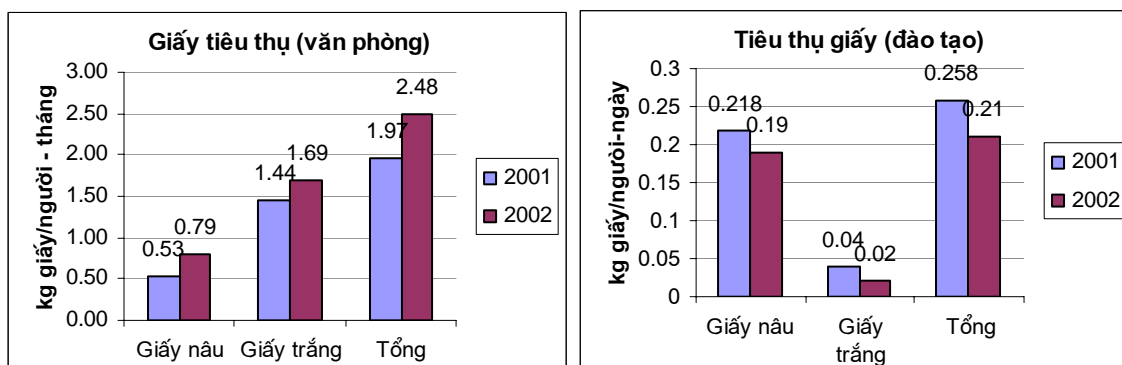 Giấy tiêu thụ (văn phòng)
kg giấy/người - tháng
3.00
2.50
2.00
1.50
1.00
0.50
0.00
0.53
0.79
1.44
1.69
1.97
2.48
Giấy nâu
Giấy trắng
Tổng
2001
2002
Tiêu thụ giấy (đào tạo)
kg giấy/người-ngày
0.3
0.25
0.2
0.15
0.1
0.05
0
0.218
0.19
0.04
0.02
0.258
0.21
Giấy nâu
Giấy
trắng
Tổng
2001
2002